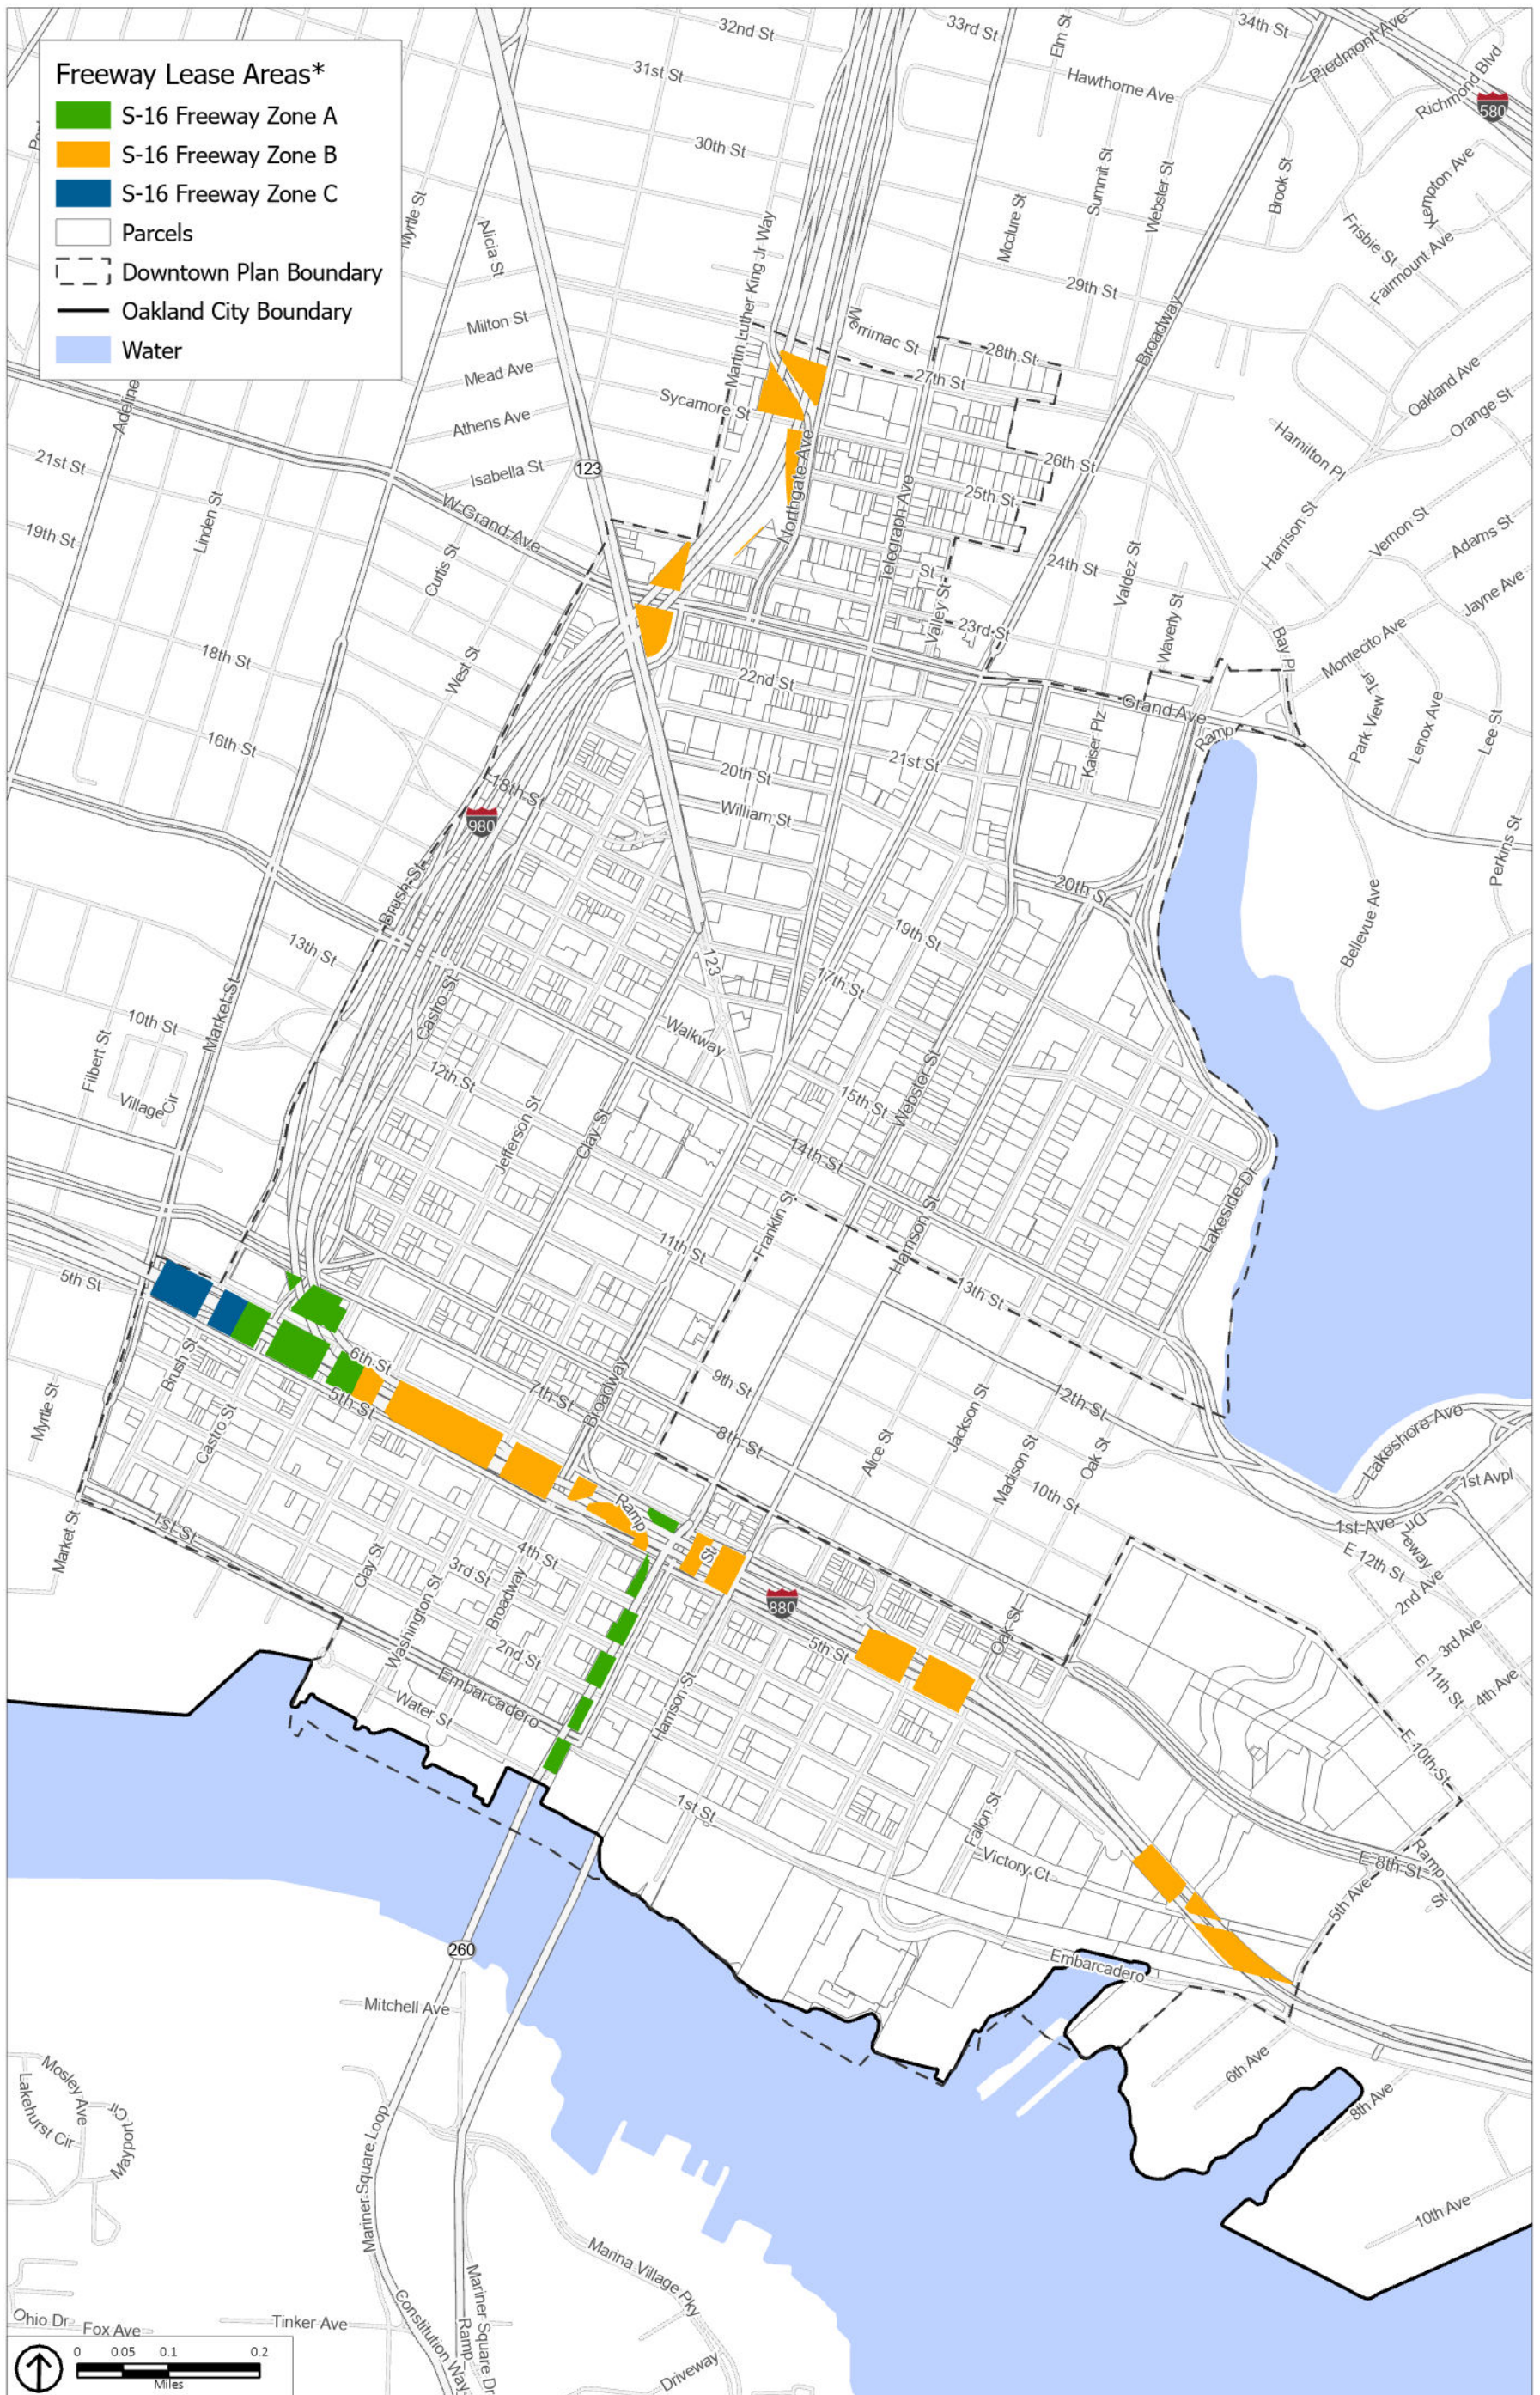 32nd St
33rd St
Elm St
34th St
Piedmont Ave
Richmond Blvd
580
Freeway Lease Areas*
S-16 Freeway Zone A
S-16 Freeway Zone B
S-16 Freeway Zone C
Parcels
Downtown Plan Boundary
Oakland City Boundary
Water
31st St
Hawthorne Ave
30th St
Summit St
Webster St
Brook St
Kempton Ave
Myrtle St
Alicia St
Martin Luther King Jr Way
Mcclure St
Frisbie St
Fairmount Ave
29th St
Milton St
Merrimac St
28th St
Broadway
Mead Ave
27th St
Adeline
Sycamore St
Athens Ave
Oakland Ave
Orange St
21st St
Isabella St
123
Northgate Ave
26th St
Hamilton Pl
25th St
W Grand Ave
Telegraph Ave
Harrison St
Vernon St
Adams St
19th St
Linden St
Curtis St
St
24th St
Valdez St
Jayne Ave
Valley St
23rd St
Waverly St
18th St
West St
22nd St
Bay Pl
Montecito Ave
Grand Ave
Park View Ter
Lenox Ave
Lee St
16th St
Kaiser Plz
Ramp
20th St
21st St
18th St
William St
980
Perkins St
Brush St
20th St
Bellevue Ave
13th St
19th St
Market St
123
17th St
Castro St
10th St
Walkway
Filbert St
12th St
Webster St
15th St
Village Cir
Jefferson St
Clay St
14th St
Lakeside Dr
Franklin St
Harrison St
11th St
5th St
13th St
6th St
Brush St
9th St
7th St
Broadway
12th St
5th St
Myrtle St
Castro St
8th St
Jackson St
Alice St
Madison St
Oak St
Lakeshore Ave
1st Avpl
10th St
Ramp
1st Ave
Zeway Dr
Market St
1st St
4th St
St
E 12th St
Clay St
3rd St
2nd Ave
880
Washington St
Broadway
5th St
Oak St
3rd Ave
2nd St
E 11th St
4th Ave
Embarcadero
Water St
Harrison St
E 10th St
1st St
Fallon St
Victory Ct
E 8th St
Ramp
St
5th Ave
260
Embarcadero
Mitchell Ave
Mosley Ave
Lakehurst Cir
Mayport Cir
6th Ave
8th Ave
Mariner Square Loop
10th Ave
Marina Village Pky
Mariner Square Dr
Constitution Way
Ramp
Ohio Dr
Fox Ave
Tinker Ave
Driveway
0 0.05 0.1 0.2
Miles